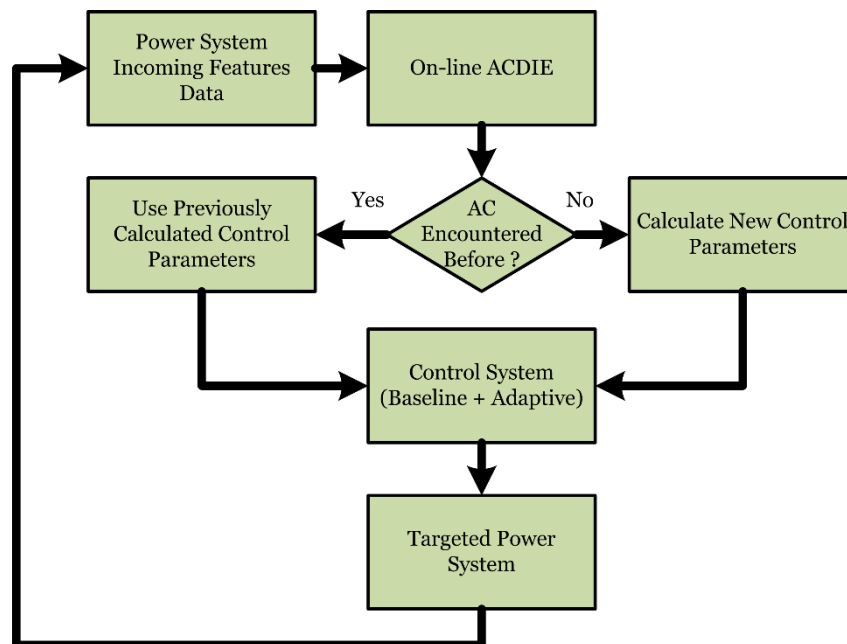 Power System
Incoming Features
Data
On-line ACDIE
Yes
No
Use Previously
Calculated Control
Parameters
AC
Encountered
Before ?
Calculate New Control
Parameters
Control System
(Baseline + Adaptive)
Targeted Power
System